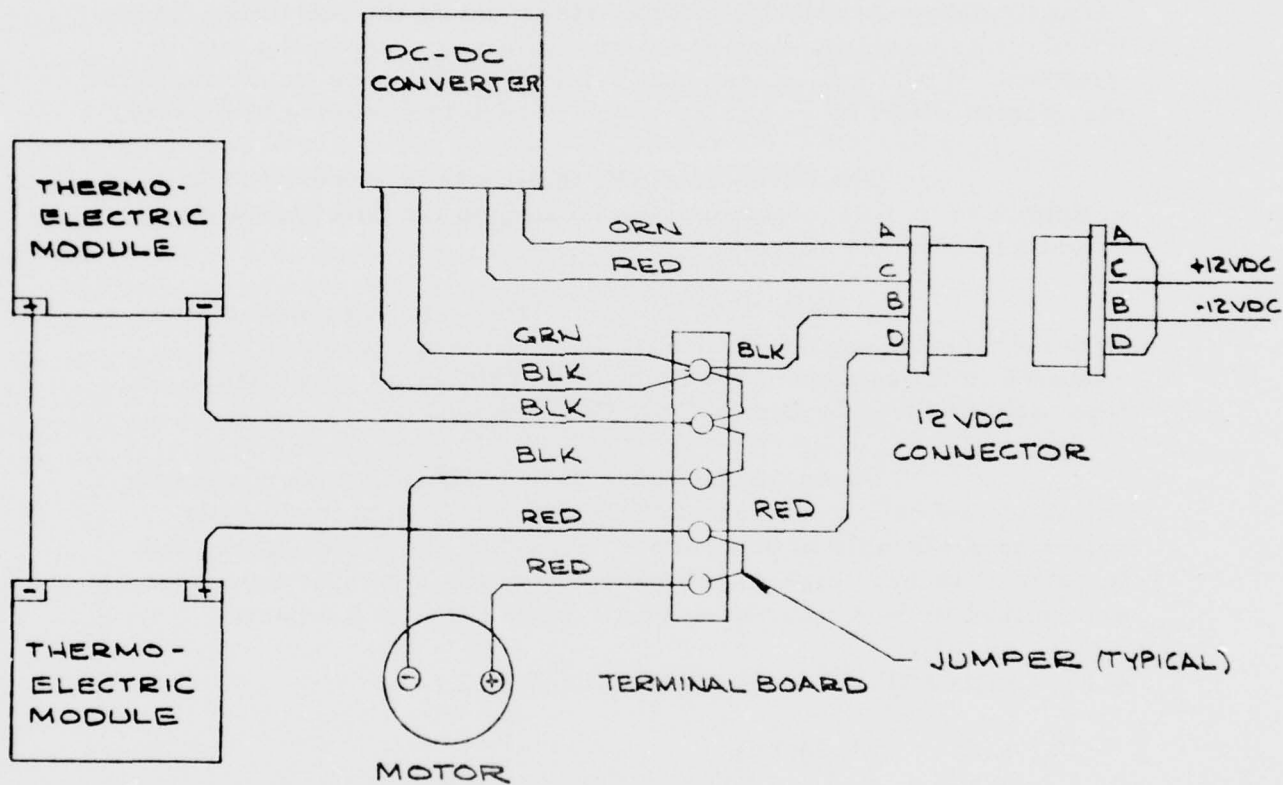 DC-DC
CONVERTER
THERMO-
ELECTRIC
MODULE
+
-
ORN
RED
GRN
BLK
BLK
BLK
RED
RED
BLK
RED
A
C
B
D
A
C
B
D
+12VDC
-12VDC
12 VDC
CONNECTOR
-
+
THERMO-
ELECTRIC
MODULE
-
+
MOTOR
TERMINAL BOARD
JUMPER (TYPICAL)